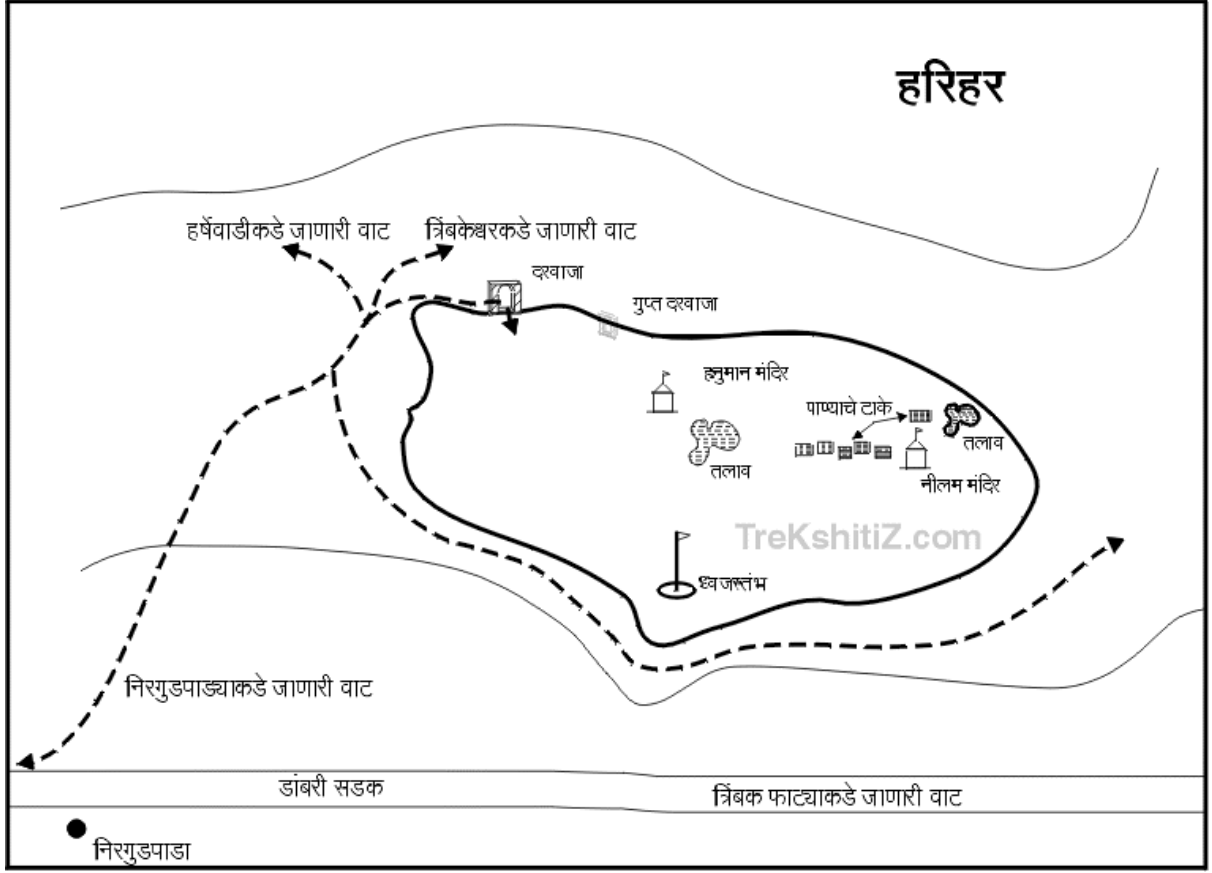 हरिहर
हर्षेवाडीकडे जाणारी वाट
त्रिंबकेश्वरकडे जाणारी वाट
दरवाजा
गुप्त दरवाजा
हनुमान मंदिर
पाण्याचे टाके
तलाव
तलाव
नीलम मंदिर
TreKshitiZ.com
ध्वजस्तंभ
निरगुडपाड्याकडे जाणारी वाट
डांबरी सडक
त्रिंबक फाट्याकडे जाणारी वाट
निरगुडपाडा